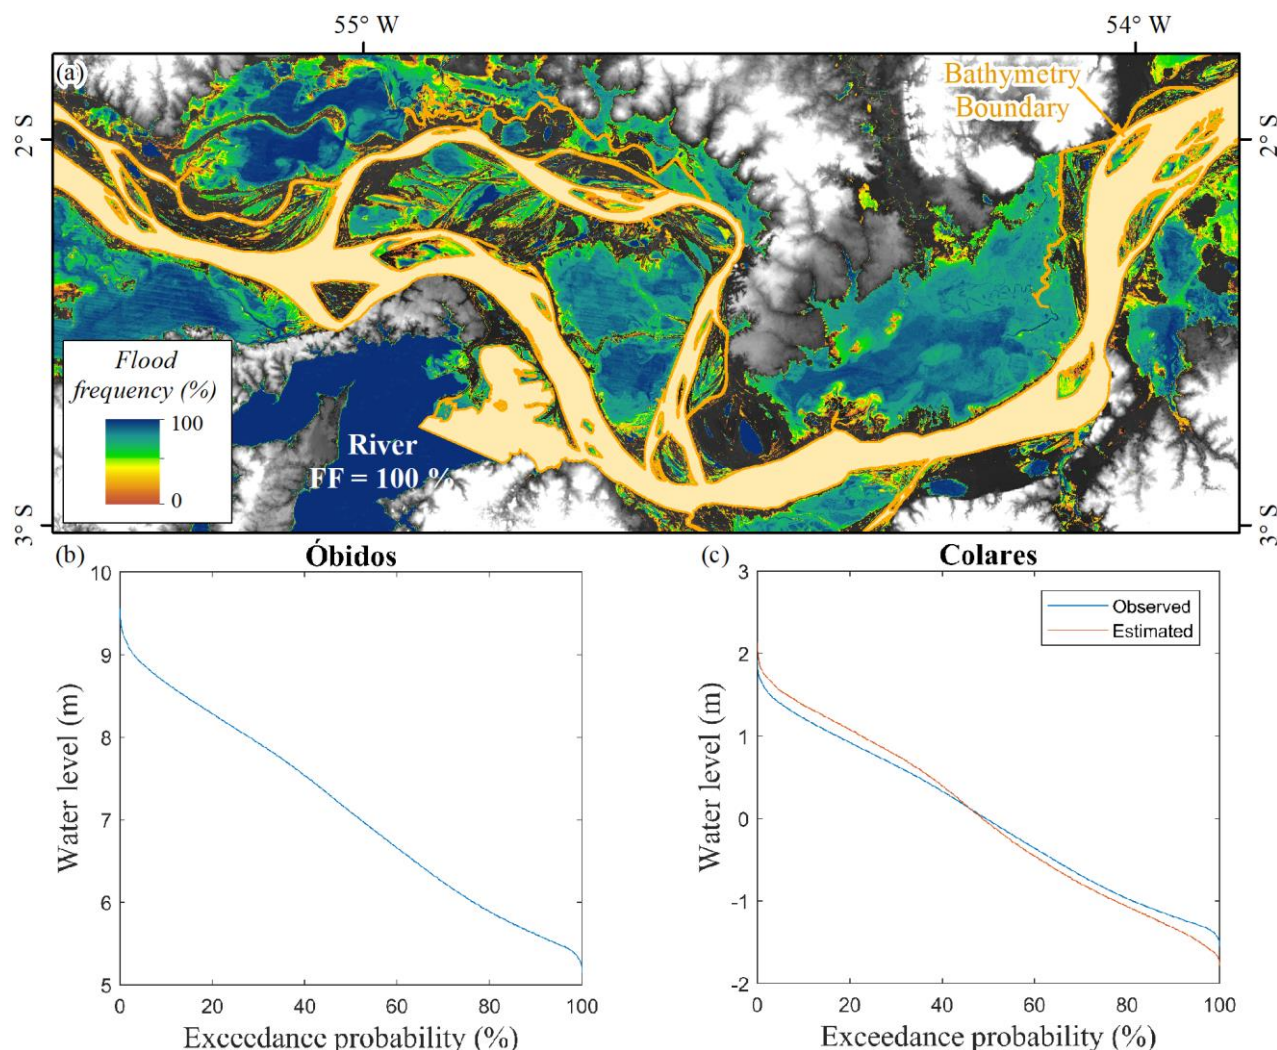 55° W
54° W
(a)
Bathymetry
Boundary
2° S
2° S
Flood
frequency (%)
100
0
River
FF = 100 %
3° S
3° S
(b)
Óbidos
10
9
8
7
6
5
Water level (m)
0
20
40
60
80
100
Exceedance probability (%)
(c)
Colares
Observed
Estimated
3
2
1
0
-1
-2
Water level (m)
0
20
40
60
80
100
Exceedance probability (%)